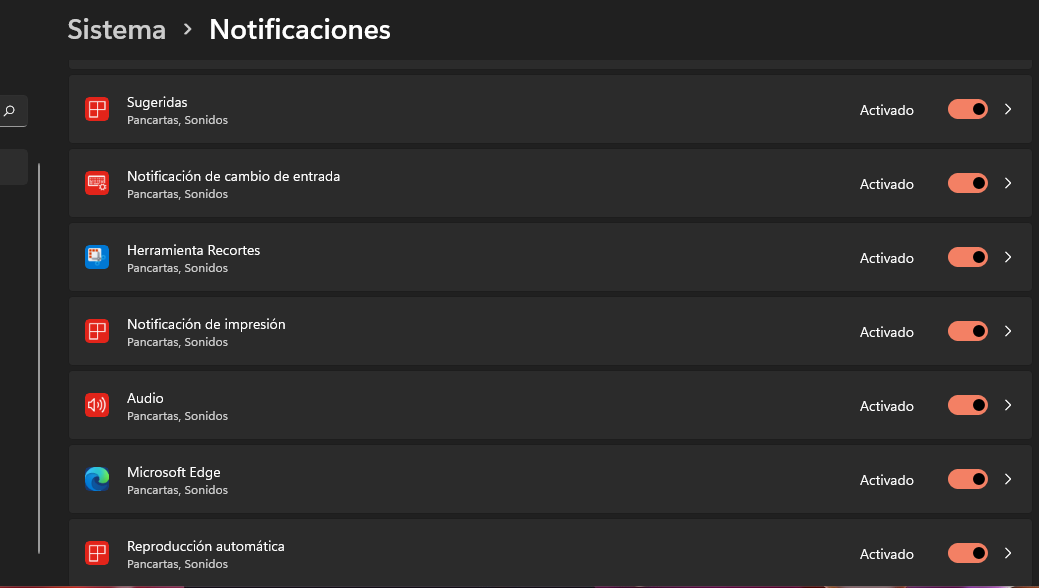 Sistema > Notificaciones
Sugeridas
Pancartas, Sonidos
Activado
Notificación de cambio de entrada
Pancartas, Sonidos
Activado
Herramienta Recortes
Pancartas, Sonidos
Activado
Notificación de impresión
Pancartas, Sonidos
Activado
Audio
Pancartas, Sonidos
Activado
Microsoft Edge
Pancartas, Sonidos
Activado
Reproducción automática
Pancartas, Sonidos
Activado